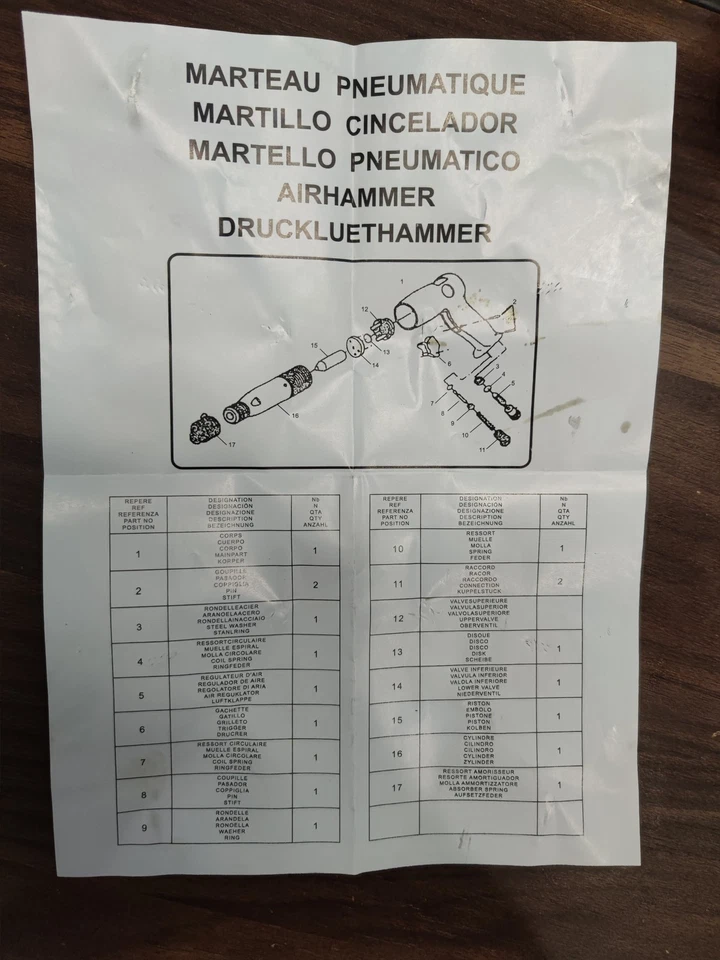 MARTEAU PNEUMATIQUE
MARTILLO CINCELADOR
MARTELLO PNEUMATICO
AIRHAMMER
DRUCKLUETHAMMER
1
2
12
13
14
15
16
17
6
3
4
5
7
8
9
10
11
REPERE
REF
REFERENZA
PART NO
POSITION
DESIGNATION
DESIGNACIÓN
DESIGNAZIONE
DESCRIPTION
BEZEICHNUNG
Nb
N
QTA
QTY
ANZAHL
1
CORPS
CUERPO
CORPO
MAINPART
KORPER
1
2
GOUPILLE
PASADOR
COPPIGLIA
PIN
STIFT
2
3
RONDELLEACIER
ARANOELAACERO
RONDELLAINACCIAIO
STEEL WASHER
STANLRING
1
4
RESSORTCIRCULAIRE
MUELLE ESPIRAL
MOLLA CIRCOLARE
COIL SPRING
RINGFEDER
1
5
REGULATEUR D'AIR
REGULADOR DE AIRE
REGOLATORE DI ARIA
AIR REGUKLATOR
LUFTKLAPPE
1
6
GACHETTE
GATILLO
GRILLETO
TRIGGER
DRUCRER
1
7
RESSORT CIRCULAIRE
MUELLE ESPIRAL
MOLLA CIRCOLARE
COIL SPRING
RINGFEDER
1
8
COUPILLE
PASADOR
COPPIGLIA
PIN
STIFT
1
9
RONDELLE
ARANDELA
RONDELLA
WAEHER
RING
1
REPERE
REF
REFERENZA
PART NO
POSITION
DESIGNATION
DESIGNACIÓN
DESIGNAZIONE
DESCRIPTION
BEZEICHNUNG
Nb
N
QTA
QTY
ANZAHL
10
RESSORT
MUELLE
MOLLA
SPRING
FEDER
1
11
RACCORD
RACOR
RACCORDO
CONNECTION
KUPPELSTUCK
2
12
VALVESUPERIEURE
VALVULASUPERIOR
VALVOLASUPERIORE
UPPERVALVE
OBERVENTIL
13
DISOUE
DISCO
DISCO
DISK
SCHEIBE
1
14
VALVE INFERIEURE
VALVULA INFERIOR
VALOLA INFERIORE
LOWER VALVE
NIEDERVENTIL
1
15
RISTON
EMBOLO
PISTONE
PISTON
KOLBEN
1
16
CYLINORE
CILINDRO
CILINDRO
CYLINDER
ZYLINDER
1
17
RESSORT AMORISSEUR
RESORTE AMORTIGUADOR
MOLLA AMMORTIZZATORE
ABSORBER SPRING
AUFSETZFEDER
1